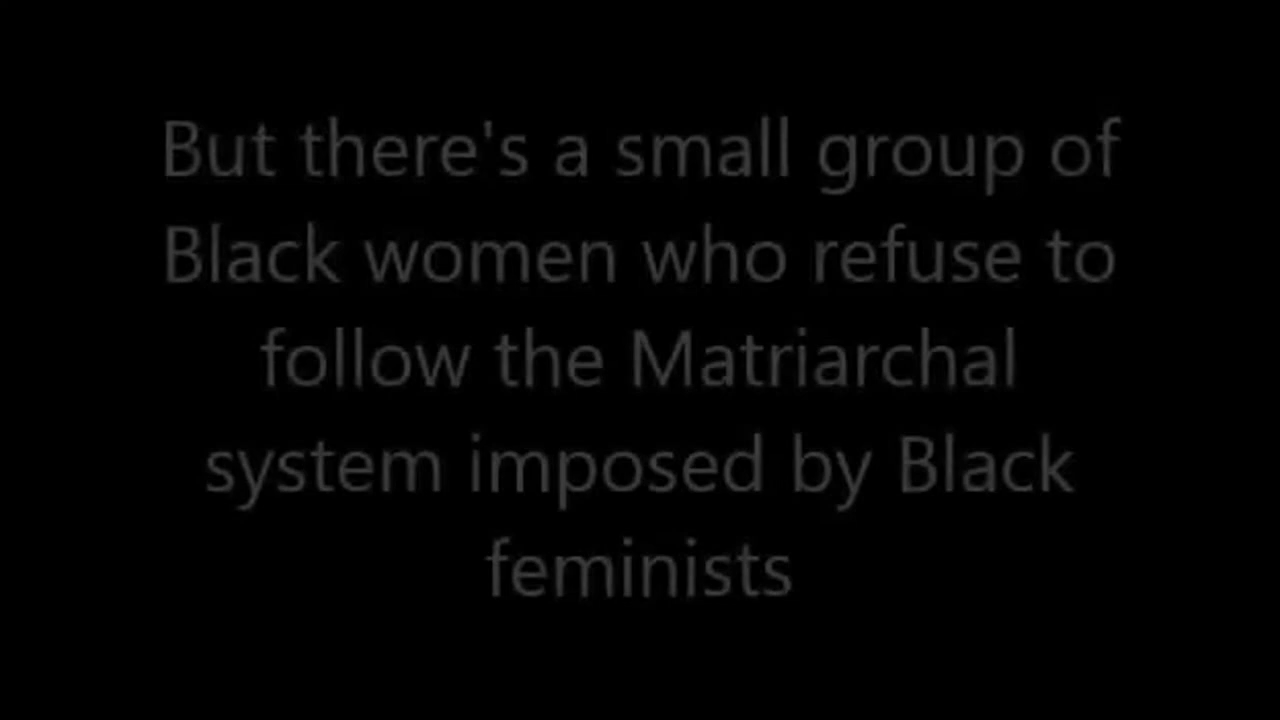 But there's a small group of
Black women who refuse to
follow the Matriarchal
system imposed by Black
feminists